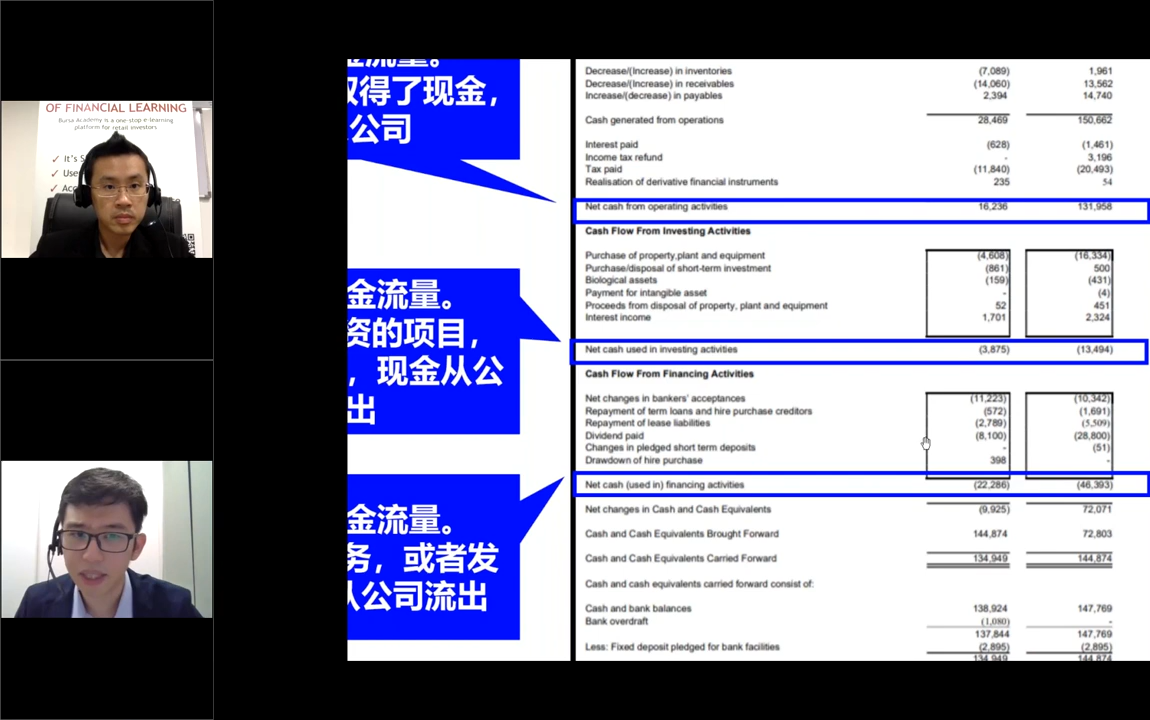 OF FINANCIAL LEARNING
Bursa Academy is a one-stop e-learning
platform for retail investors
✓ It's S
✓ Use
✓ Acc
金流量。
取得了现金，
公司
金流量。
资的项目，
，现金从公
出
金流量。
务，或者发
从公司流出
Decrease/(Increase) in inventories (7,089) 1,961
Decrease/(Increase) in receivables (14,060) 13,562
Increase/(decrease) in payables 2,394 14,740
Cash generated from operations 28,469 150,662
Interest paid (628) (1,461)
Income tax refund - 3,196
Tax paid (11,840) (20,493)
Realisation of derivative financial instruments 235 54
Net cash from operating activities 16,236 131,958
Cash Flow From Investing Activities
Purchase of property,plant and equipment (4,608) (16,334)
Purchase/disposal of short-term investment (861) 500
Biological assets (159) (431)
Payment for intangible asset - (4)
Proceeds from disposal of property, plant and equipment 52 451
Interest income 1,701 2,324
Net cash used in investing activities (3,875) (13,494)
Cash Flow From Financing Activities
Net changes in bankers' acceptances (11,223) (10,342)
Repayment of term loans and hire purchase creditors (572) (1,691)
Repayment of lease liabilities (2,789) (5,509)
Dividend paid (8,100) (28,800)
Changes in pledged short term deposits - (51)
Drawdown of hire purchase 398 -
Net cash (used in) financing activities (22,286) (46,393)
Net changes in Cash and Cash Equivalents (9,925) 72,071
Cash and Cash Equivalents Brought Forward 144,874 72,803
Cash and Cash Equivalents Carried Forward 134,949 144,874
Cash and cash equivalents carried forward consist of:
Cash and bank balances 138,924 147,769
Bank overdraft (1,080) -
137,844 147,769
Less: Fixed deposit pledged for bank facilities (2,895) (2,895)
134,949 144,874